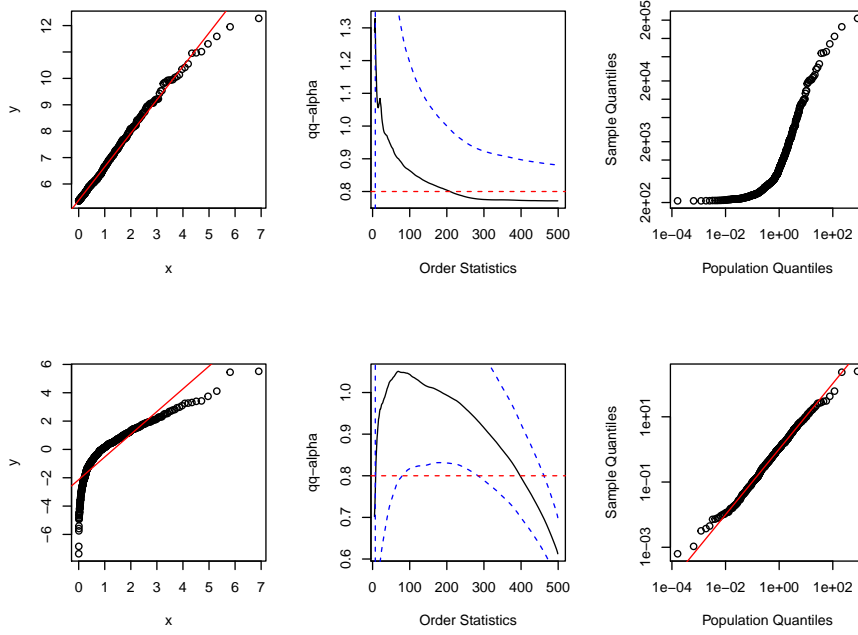 y
6
8
10
12
0 1 2 3 4 5 6 7
x
qq−alpha
0.8
0.9
1.0
1.1
1.2
1.3
0 100 200 300 400 500
Order Statistics
Sample Quantiles
2e+02
2e+03
2e+04
2e+05
1e−04 1e−02 1e+00 1e+02
Population Quantiles
y
−6
−4
−2
0
2
4
6
0 1 2 3 4 5 6 7
x
qq−alpha
0.6
0.7
0.8
0.9
1.0
0 100 200 300 400 500
Order Statistics
Sample Quantiles
1e−03
1e−01
1e+01
1e−04 1e−02 1e+00 1e+02
Population Quantiles